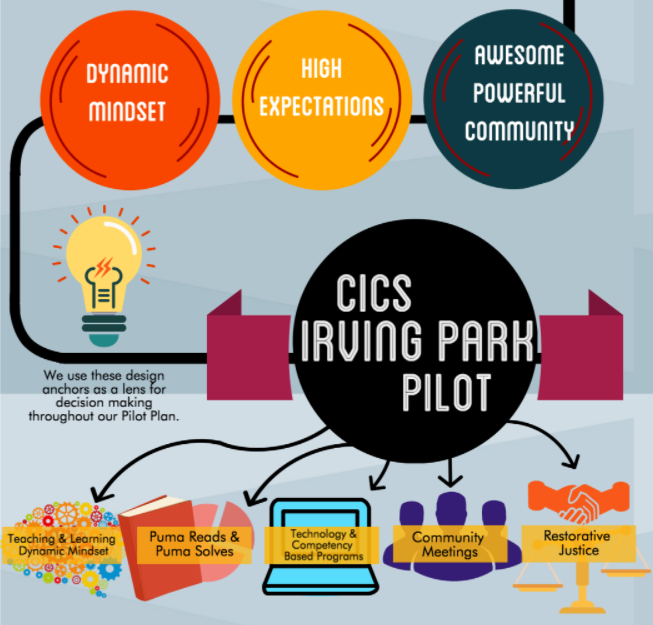 DYNAMIC
MINDSET
HIGH
EXPECTATIONS
AWESOME
POWERFUL
COMMUNITY
We use these design
anchors as a lens for
decision making
throughout our Pilot Plan.
CICS
IRVING PARK
PILOT
Teaching & Learning
Dynamic Mindset
Puma Reads &
Puma Solves
Technology &
Competency
Based Programs
Community
Meetings
Restorative
Justice